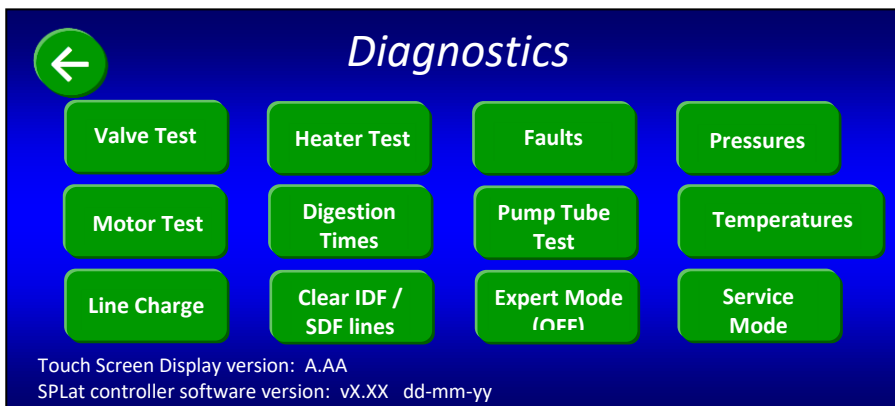 Diagnostics
Valve Test
Heater Test
Faults
Pressures
Motor Test
Digestion
Times
Pump Tube
Test
Temperatures
Line Charge
Clear IDF /
SDF lines
Expert Mode
(OFF)
Service
Mode
Touch Screen Display version: A.AA
SPLat controller software version: vX.XX dd-mm-yy